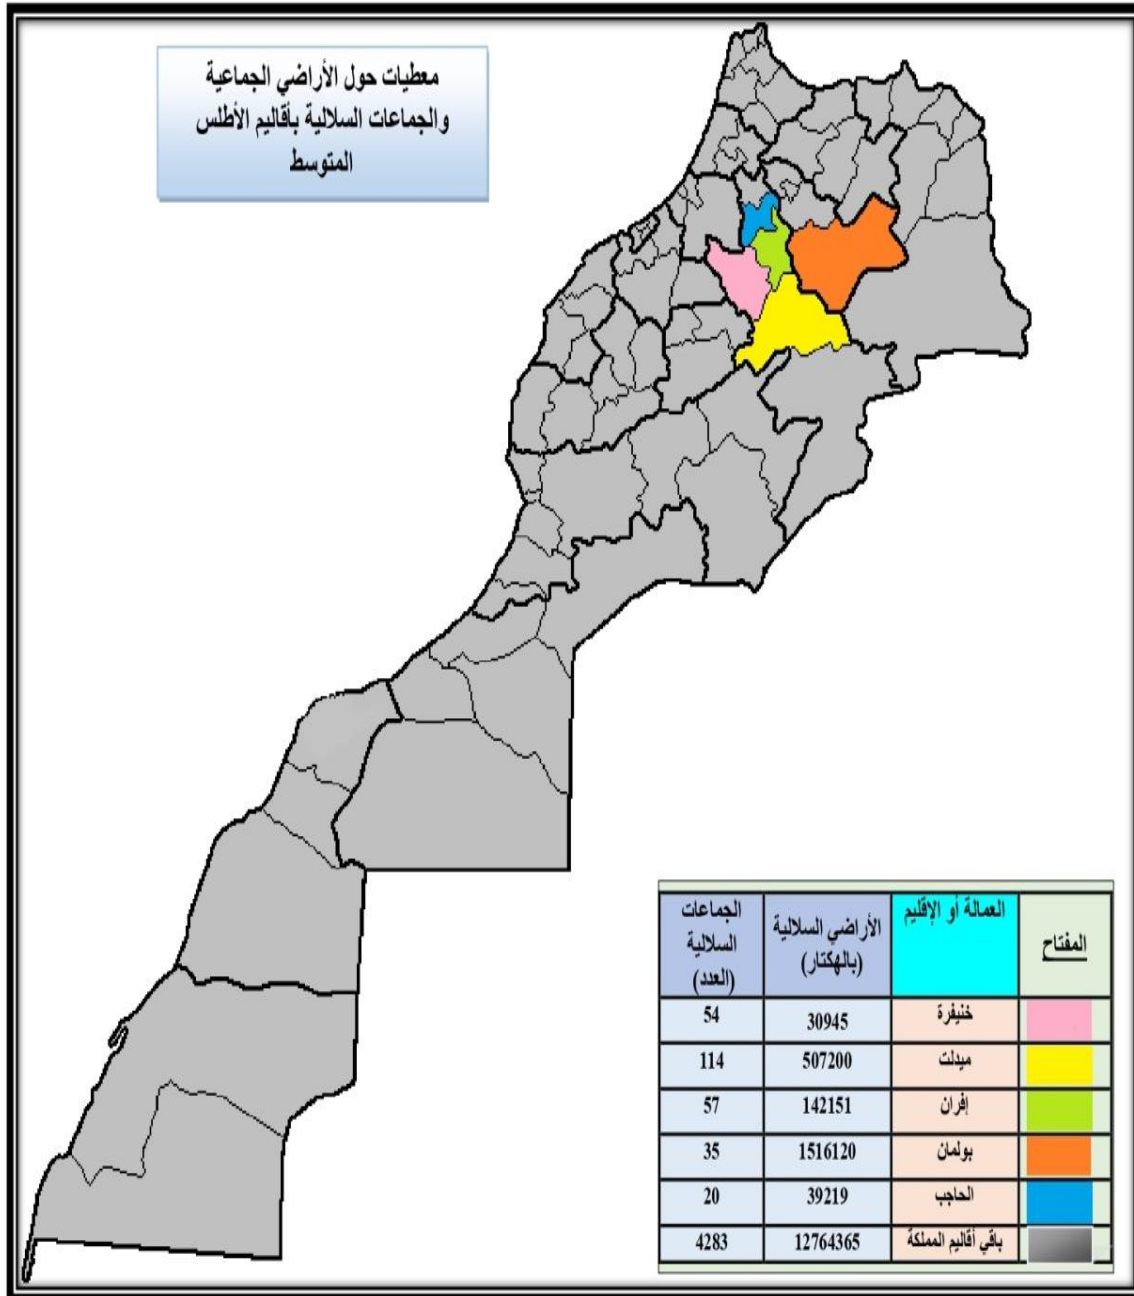 معطيات حول الأراضي الجماعية
والجماعات السلالية بأقاليم الأطلس
المتوسط
المفتاح العمالة أو الإقليم الأراضي السلالية (بالهكتار) الجماعات السلالية (العدد)
خنيفرة 30945 54
ميدلت 507200 114
إفران 142151 57
بولمان 1516120 35
الحاجب 39219 20
باقي أقاليم المملكة 12764365 4283